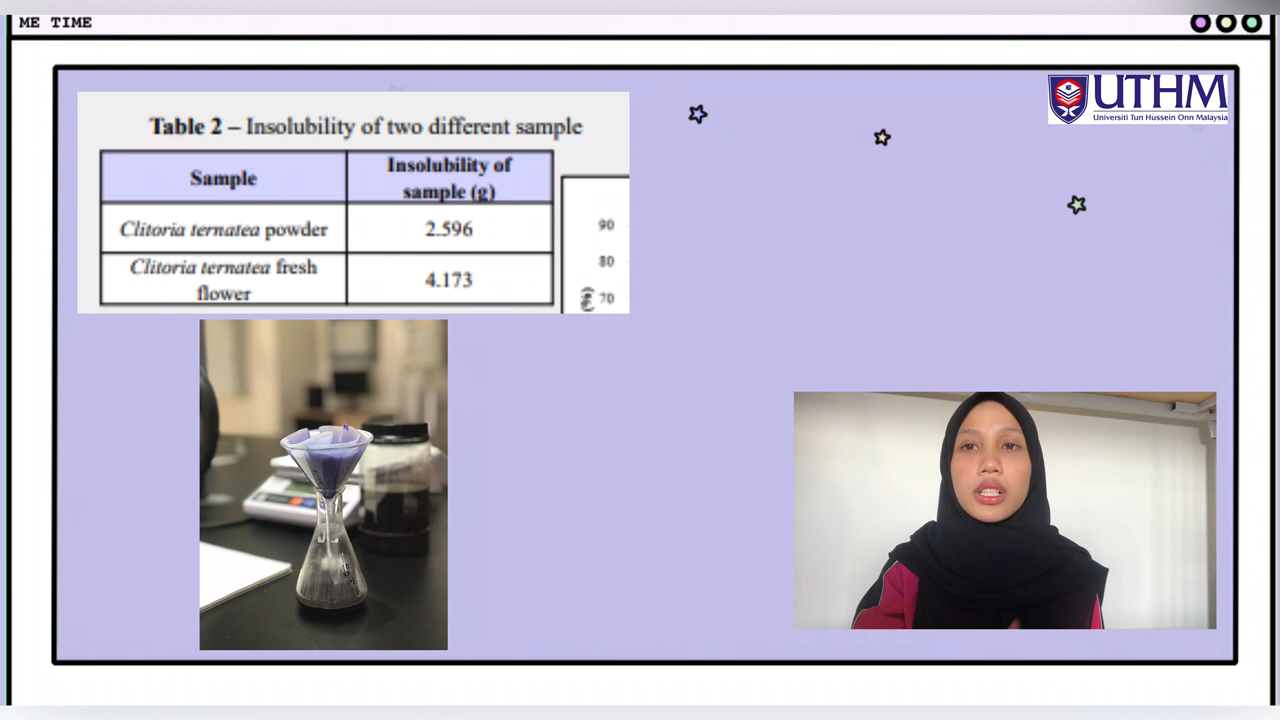 ME TIME
UTHM
Universiti Tun Hussein Onn Malaysia
Table 2 – Insolubility of two different sample
Sample
Insolubility of
sample (g)
Clitoria ternatea powder
2.596
Clitoria ternatea fresh
flower
4.173
90
80
70